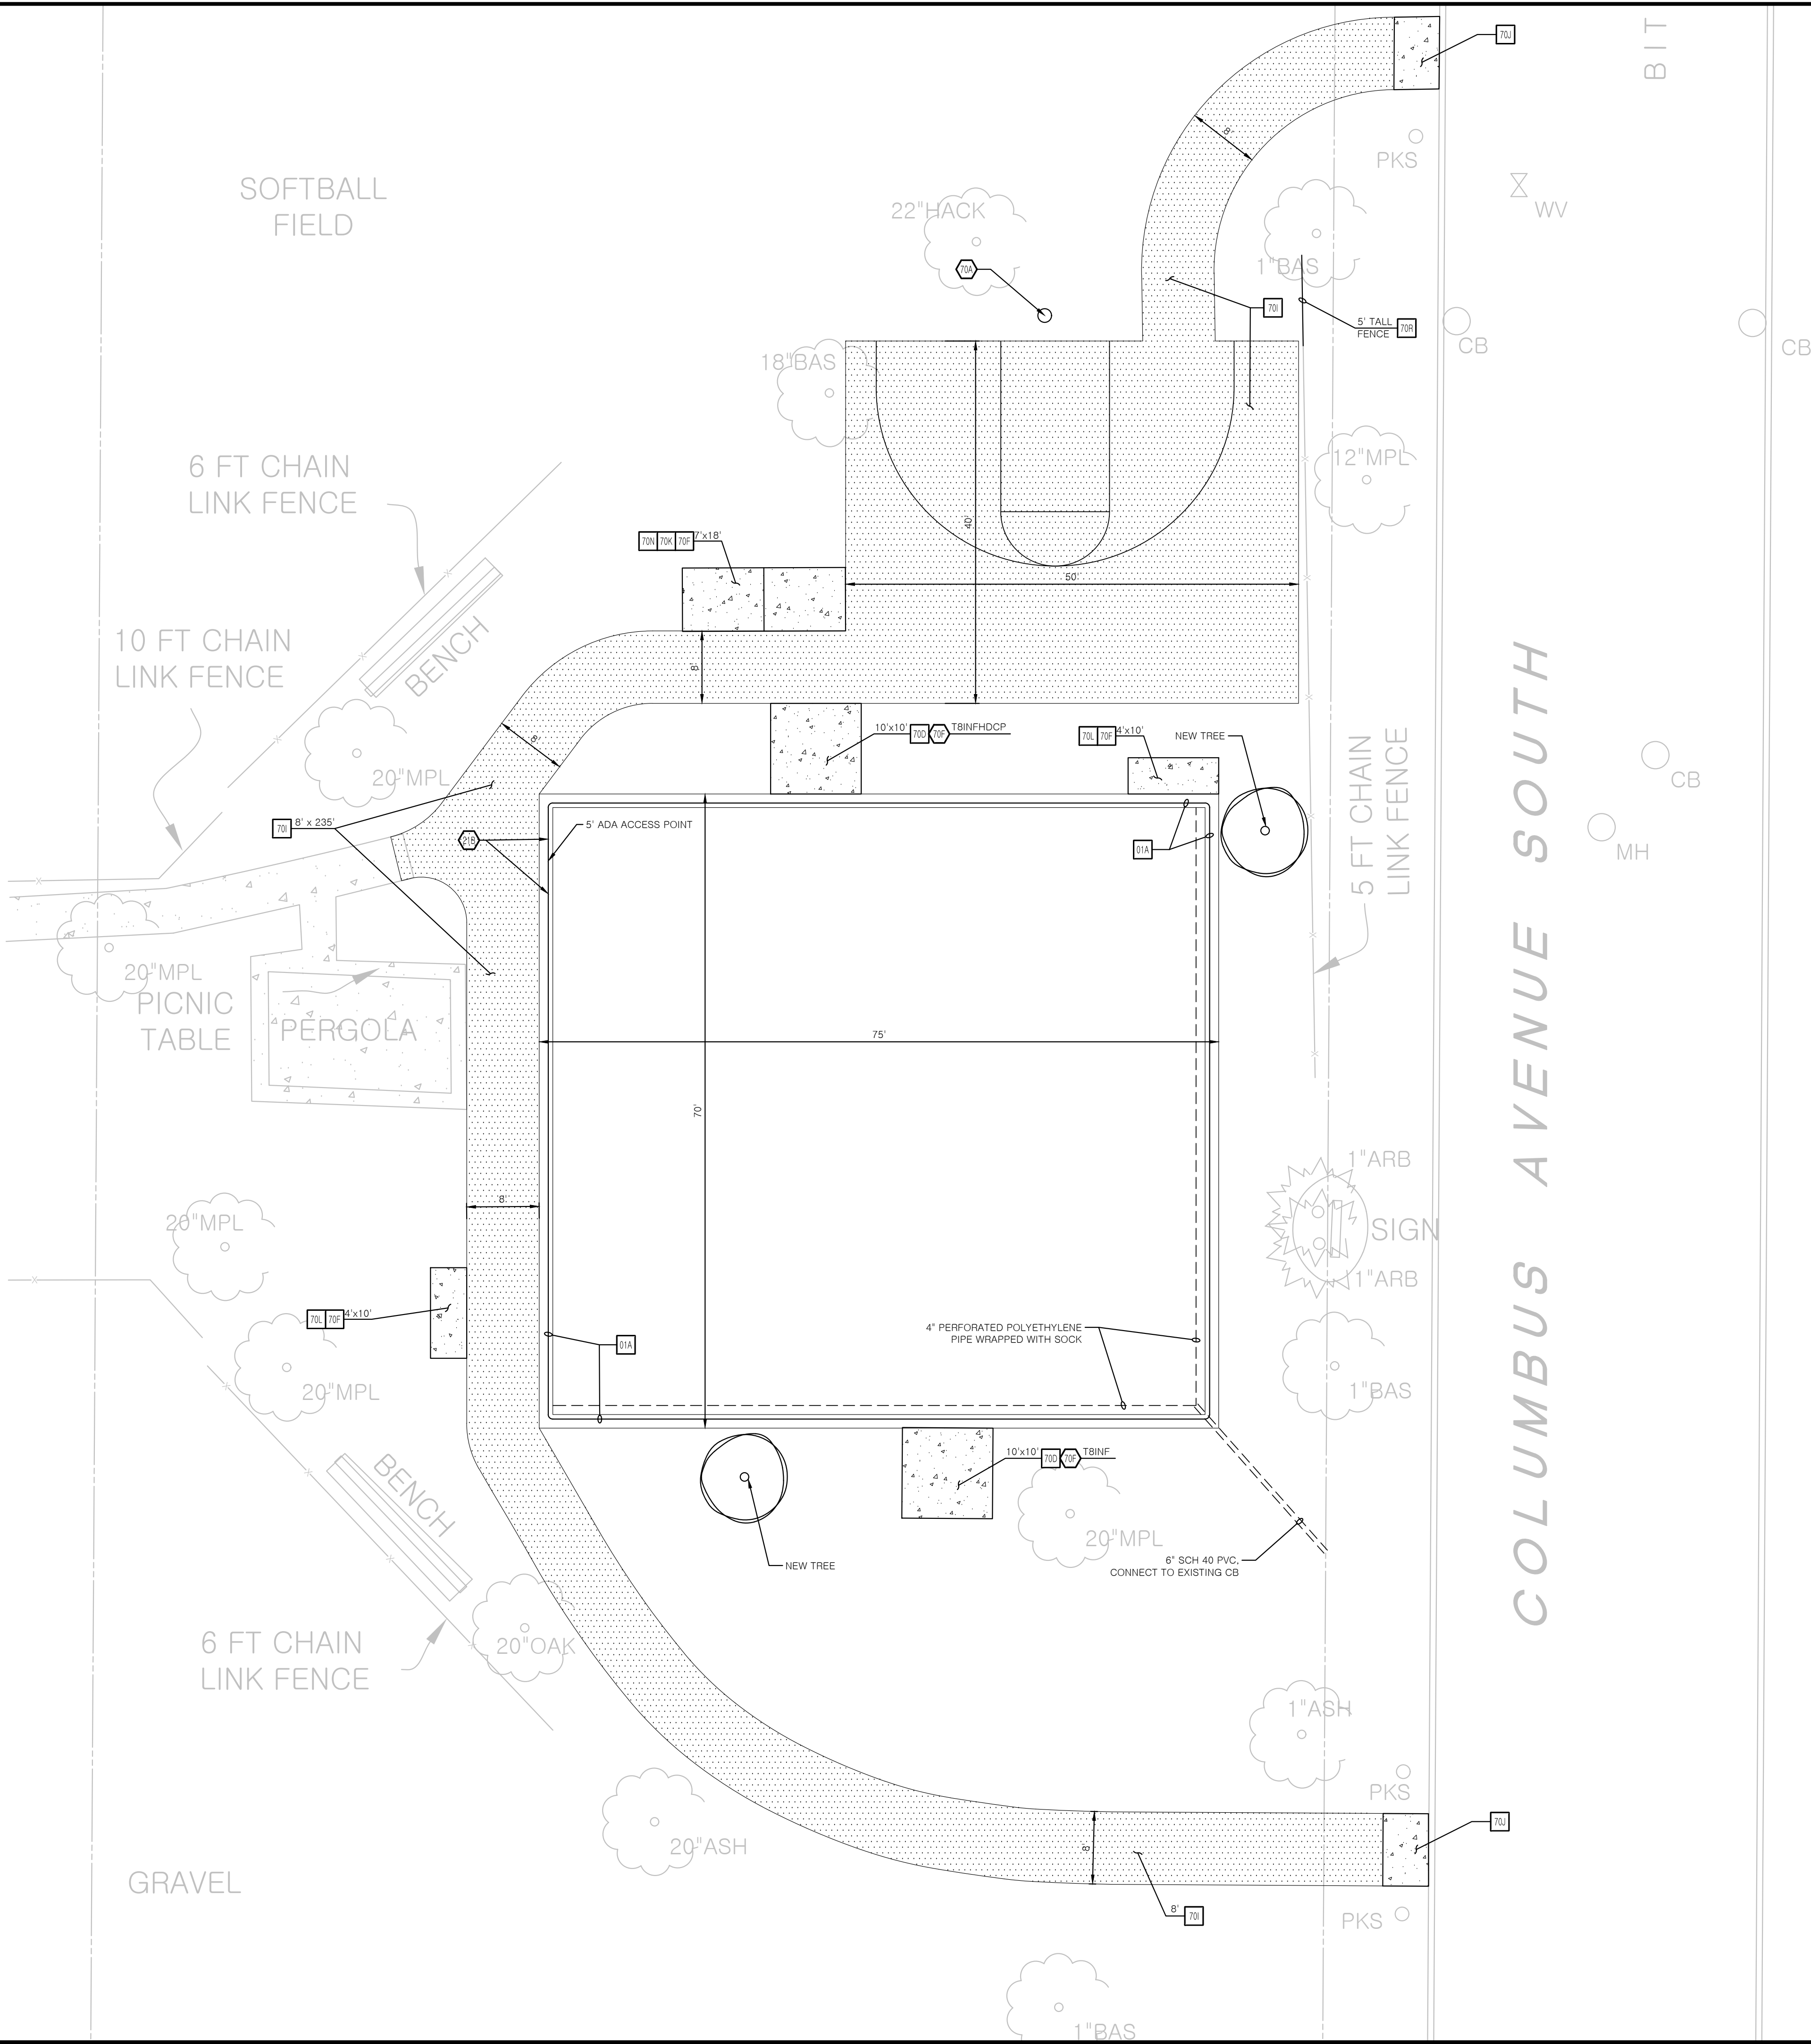 BIT
70J
8'
PKS
SOFTBALL
FIELD
WV
22"HACK
70A
1"BAS
70I
5' TALL
FENCE
70R
CB
CB
18"BAS
6 FT CHAIN
LINK FENCE
12"MPL
40'
70N 70K 70F 7'x18'
50'
10 FT CHAIN
LINK FENCE
BENCH
8'
8'
10'x10' 70D 70F T8INFHDCP
70L 70F 4'x10'
NEW TREE
5 FT CHAIN
LINK FENCE
CB
20"MPL
70I 8' x 235'
21B
5' ADA ACCESS POINT
01A
MH
20"MPL
PICNIC
TABLE
PERGOLA
75'
70'
COLUMBUS AVENUE SOUTH
1"ARB
8'
20"MPL
SIGN
11"ARB
70L 70F 4'x10'
4" PERFORATED POLYETHYLENE
PIPE WRAPPED WITH SOCK
01A
20"MPL
1"BAS
BENCH
10'x10' 70D 70F T8INF
20"MPL
NEW TREE
6" SCH 40 PVC,
CONNECT TO EXISTING CB
6 FT CHAIN
LINK FENCE
20"OAK
1"ASH
PKS
20"ASH
8'
70J
GRAVEL
8' 70I
PKS
1"BAS